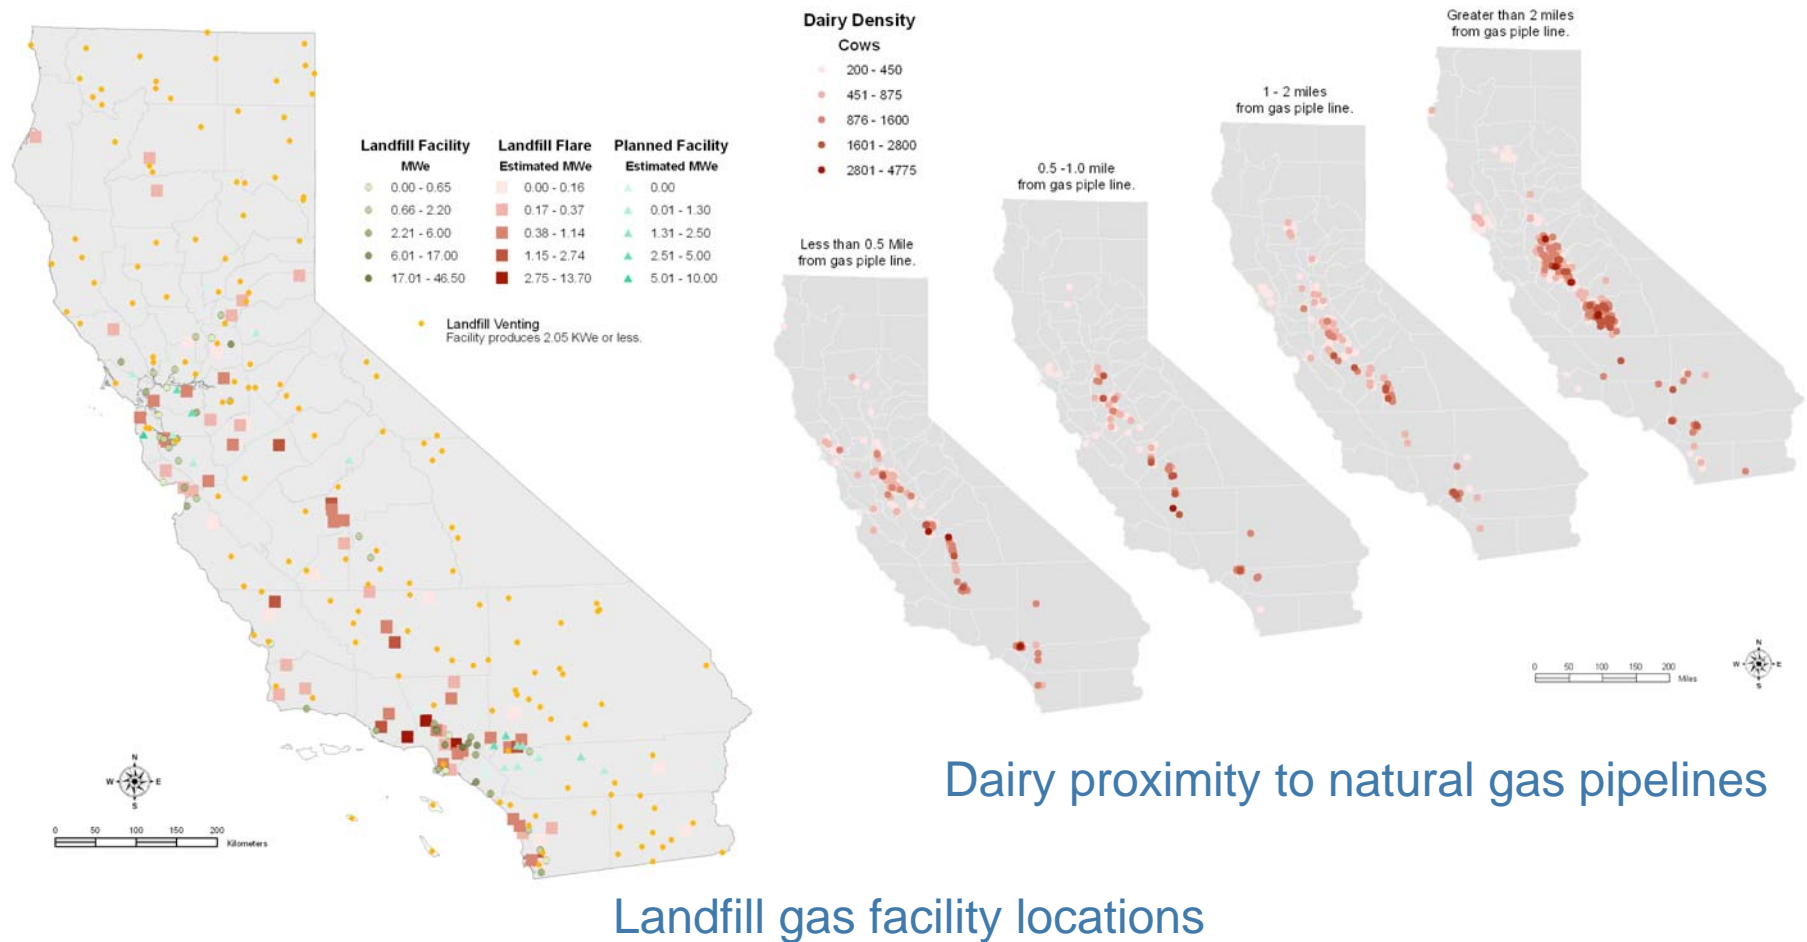 Landfill Facility
MWe
0.00 - 0.65
0.66 - 2.20
2.21 - 6.00
6.01 - 17.00
17.01 - 46.50
Landfill Flare
Estimated MWe
0.00 - 0.16
0.17 - 0.37
0.38 - 1.14
1.15 - 2.74
2.75 - 13.70
Planned Facility
Estimated MWe
0.00
0.01 - 1.30
1.31 - 2.50
2.51 - 5.00
5.01 - 10.00
Landfill Venting
Facility produces 2.05 KWe or less.
N
W E
S
0 50 100 150 200
Kilometers
Dairy Density
Cows
200 - 450
451 - 875
876 - 1600
1601 - 2800
2801 - 4775
Less than 0.5 Mile
from gas piple line.
0.5 -1.0 mile
from gas piple line.
1 - 2 miles
from gas piple line.
Greater than 2 miles
from gas piple line.
0 50 100 150 200
Miles
N
W E
S
Dairy proximity to natural gas pipelines
Landfill gas facility locations